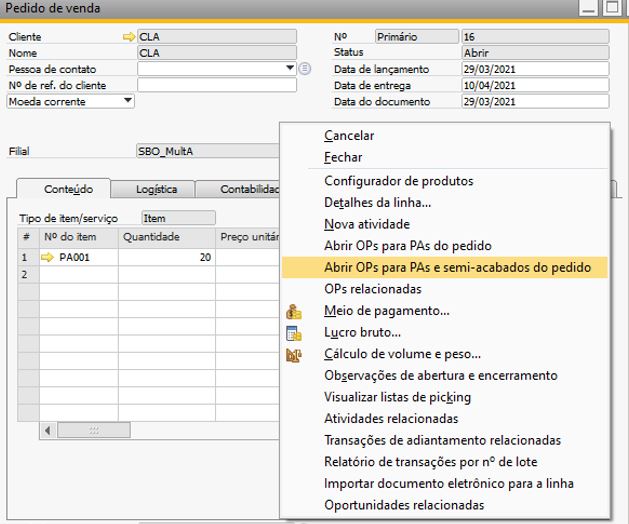 Pedido de venda
Cliente CLA Nº Primário 16
Nome CLA Status Abrir
Pessoa de contato Data de lançamento 29/03/2021
Nº de ref. do cliente Data de entrega 10/04/2021
Moeda corrente Data do documento 29/03/2021
Filial SBO_MultA
Conteúdo Logística
Tipo de item/serviço Item
# Nº do item Quantidade
1 PA001 20
2
Cancelar
Fechar
Configurador de produtos
Detalhes da linha...
Nova atividade
Abrir OPs para PAs do pedido
Abrir OPs para PAs e semi-acabados do pedido
OPs relacionadas
Meio de pagamento...
Lucro bruto...
Cálculo de volume e peso...
Observações de abertura e encerramento
Visualizar listas de picking
Atividades relacionadas
Transações de adiantamento relacionadas
Relatório de transações por nº de lote
Importar documento eletrônico para a linha
Oportunidades relacionadas